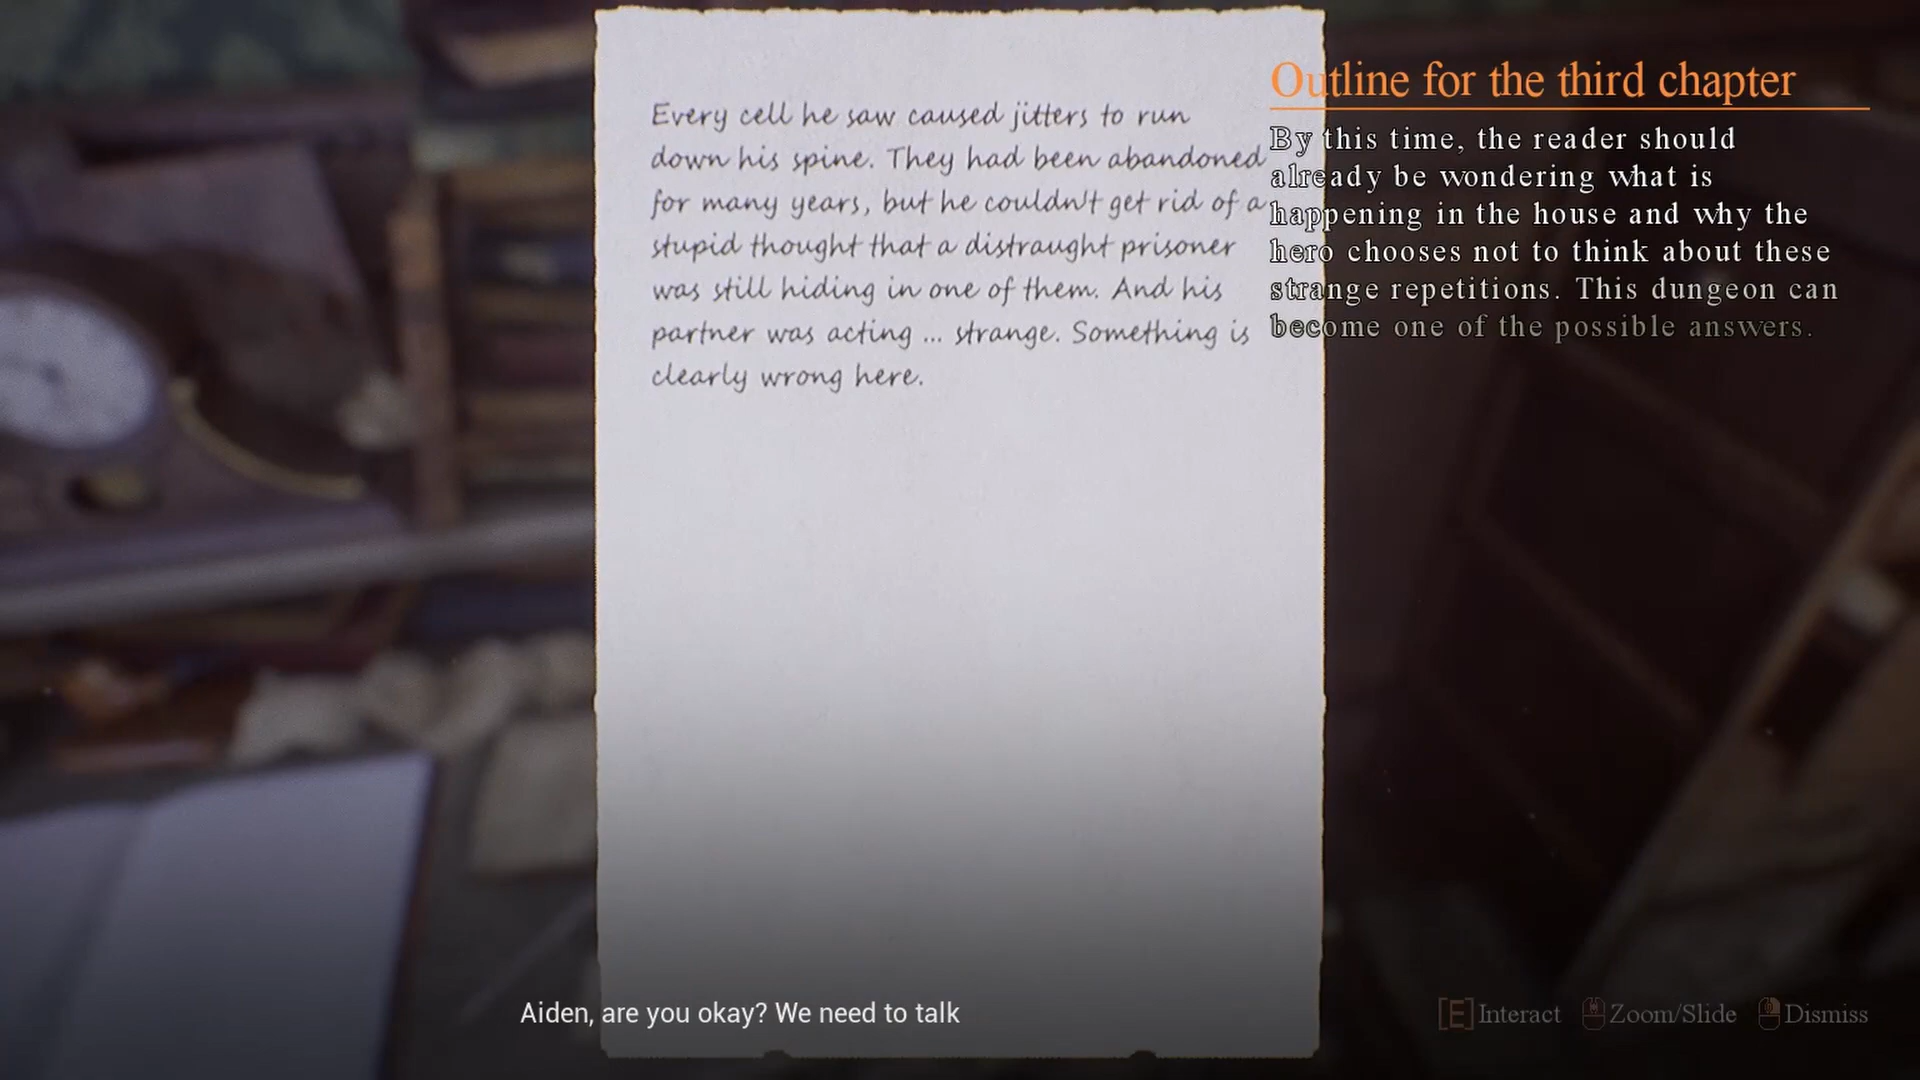 Every cell he saw caused jitters to run
down his spine. They had been abandoned
for many years, but he couldn't get rid of a
stupid thought that a distraught prisoner
was still hiding in one of them. And his
partner was acting ... strange. Something is
clearly wrong here.
Outline for the third chapter
By this time, the reader should
already be wondering what is
happening in the house and why the
hero chooses not to think about these
strange repetitions. This dungeon can
become one of the possible answers.
Aiden, are you okay? We need to talk
[E] Interact Zoom/Slide Dismiss